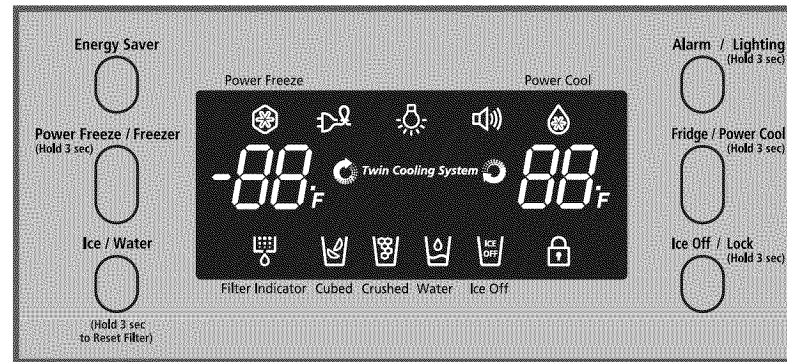 Energy Saver
Power Freeze / Freezer
(Hold 3 sec)
Ice / Water
(Hold 3 sec
to Reset Filter)
Power Freeze
Power Cool
-88°F
Twin Cooling System
88°F
ICE
OFF
Filter Indicator Cubed Crushed Water Ice Off
Alarm / Lighting
(Hold 3 sec)
Fridge / Power Cool
(Hold 3 sec)
Ice Off / Lock
(Hold 3 sec)